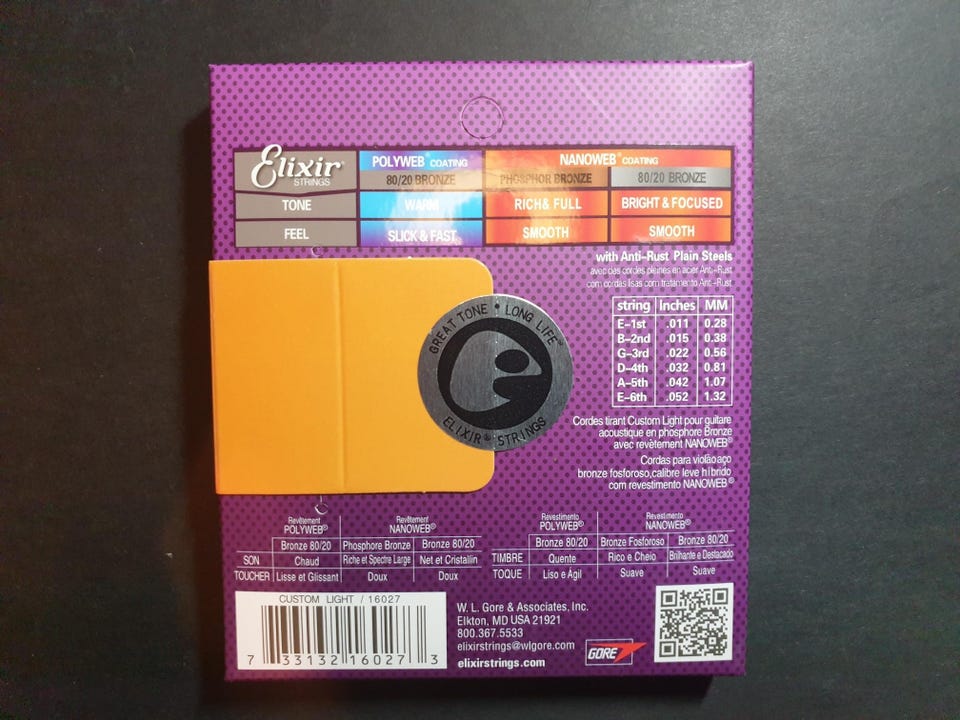 Elixir®
STRINGS
POLYWEB® COATING
NANOWEB® COATING
80/20 BRONZE
PHOSPHOR BRONZE
80/20 BRONZE
TONE
WARM
RICH& FULL
BRIGHT & FOCUSED
FEEL
SLICK & FAST
SMOOTH
SMOOTH
with Anti-Rust Plain Steels
avec des cordes pleines en acier Anti-Rust
com cordas lisas com tratamento Anti-Rust
string Inches MM
E-1st .011 0.28
B-2nd .015 0.38
G-3rd .022 0.56
D-4th .032 0.81
A-5th .042 1.07
E-6th .052 1.32
GREAT TONE • LONG LIFE
ELIXIR® STRINGS
Cordes tirant Custom Light pour guitare
acoustique en phosphore Bronze
avec revètement NANOWEB®
Cordas para violão aço
bronze fosforoso,calibre leve hibrido
com revestimento NANOWEB®
Revêtement
POLYWEB®
Revêtement
NANOWEB®
Bronze 80/20 Phosphore Bronze Bronze 80/20
SON Chaud Riche et Spectre Large Net et Cristallin
TOUCHER Lisse et Glissant Doux Doux
Revestimento
POLYWEB®
Revestimento
NANOWEB®
Bronze 80/20 Bronze Fosforoso Bronze 80/20
TIMBRE Quente Rico e Cheio Brilhante e Destacado
TOQUE Liso e Agil Suave Suave
CUSTOM LIGHT / 16027
7 33132 16027 3
W. L. Gore & Associates, Inc.
Elkton, MD USA 21921
800.367.5533
elixirstrings@wlgore.com
elixirstrings.com
GORE